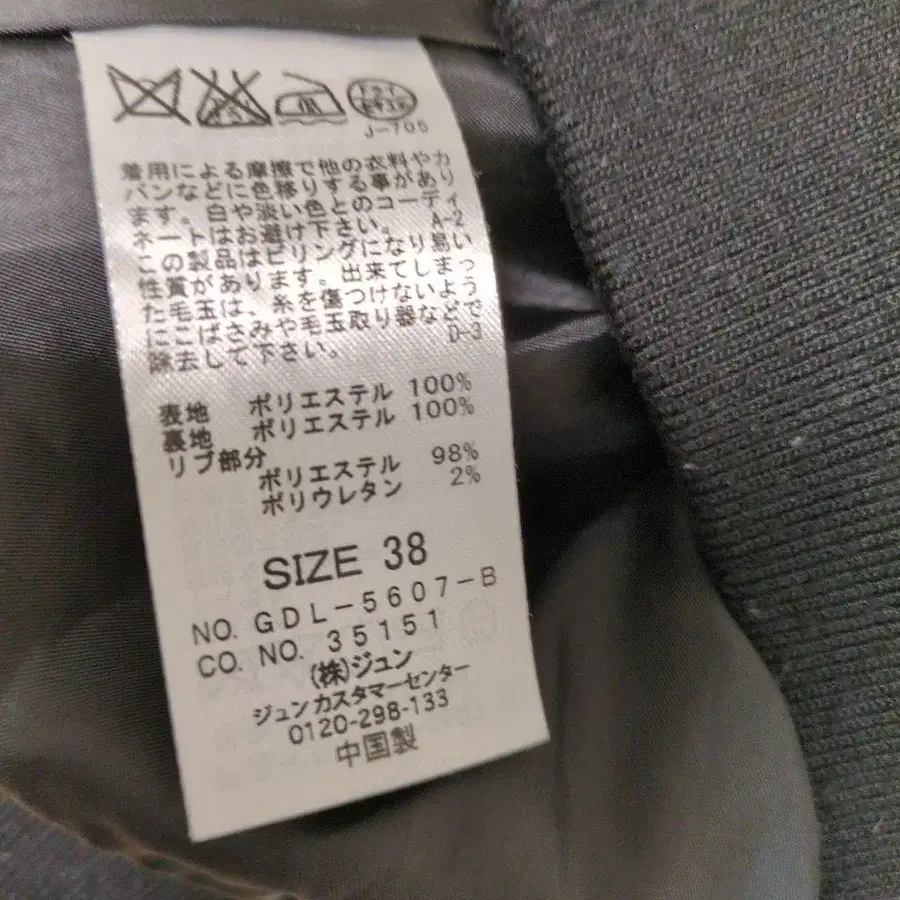 J-705
着用による摩擦で他の衣料やカ
バンなどに色移りする事があり
ます。白や淡い色とのコーディ
ネートはお避け下さい。 A-2
この製品はピリングになり易い
性質があります。出来てしまっ
た毛玉は、糸を傷つけないよう
にこばさみや毛玉取り器などで
除去して下さい。 D-3
表地 ポリエステル 100%
裏地 ポリエステル 100%
リブ部分
ポリエステル 98%
ポリウレタン 2%
SIZE 38
NO. GDL-5607-B
CO. NO. 35151
(株)ジュン
ジュンカスタマーセンター
0120-298-133
中国製